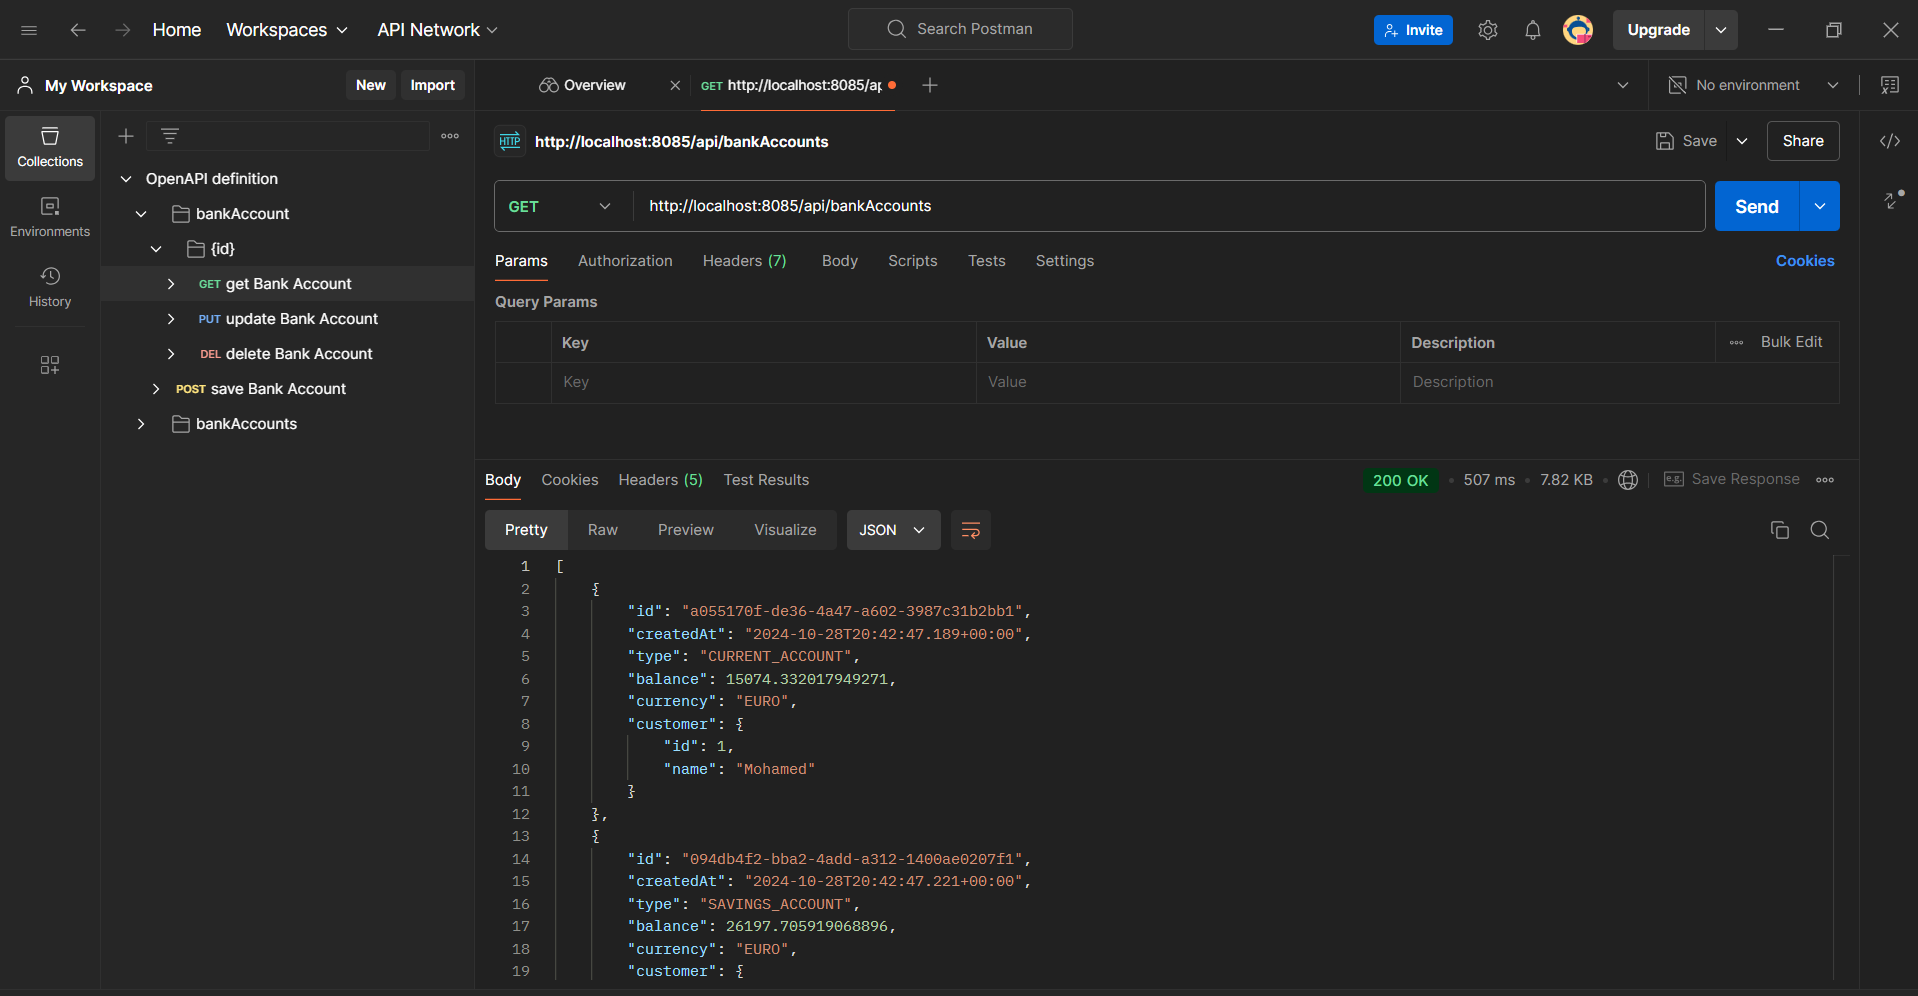 Home Workspaces API Network Search Postman Invite Upgrade
My Workspace New Import Overview GET http://localhost:8085/ap No environment
Collections
Environments
History
OpenAPI definition
bankAccount
{id}
GET get Bank Account
PUT update Bank Account
DEL delete Bank Account
POST save Bank Account
bankAccounts
HTTP http://localhost:8085/api/bankAccounts Save Share
GET http://localhost:8085/api/bankAccounts Send
Params Authorization Headers (7) Body Scripts Tests Settings Cookies
Query Params
Key Value Description Bulk Edit
Key Value Description
Body Cookies Headers (5) Test Results 200 OK 507 ms 7.82 KB e.g. Save Response
Pretty Raw Preview Visualize JSON
1 [
2 {
3 "id": "a055170f-de36-4a47-a602-3987c31b2bb1",
4 "createdAt": "2024-10-28T20:42:47.189+00:00",
5 "type": "CURRENT_ACCOUNT",
6 "balance": 15074.332017949271,
7 "currency": "EURO",
8 "customer": {
9 "id": 1,
10 "name": "Mohamed"
11 }
12 },
13 {
14 "id": "094db4f2-bba2-4add-a312-1400ae0207f1",
15 "createdAt": "2024-10-28T20:42:47.221+00:00",
16 "type": "SAVINGS_ACCOUNT",
17 "balance": 26197.705919068896,
18 "currency": "EURO",
19 "customer": {